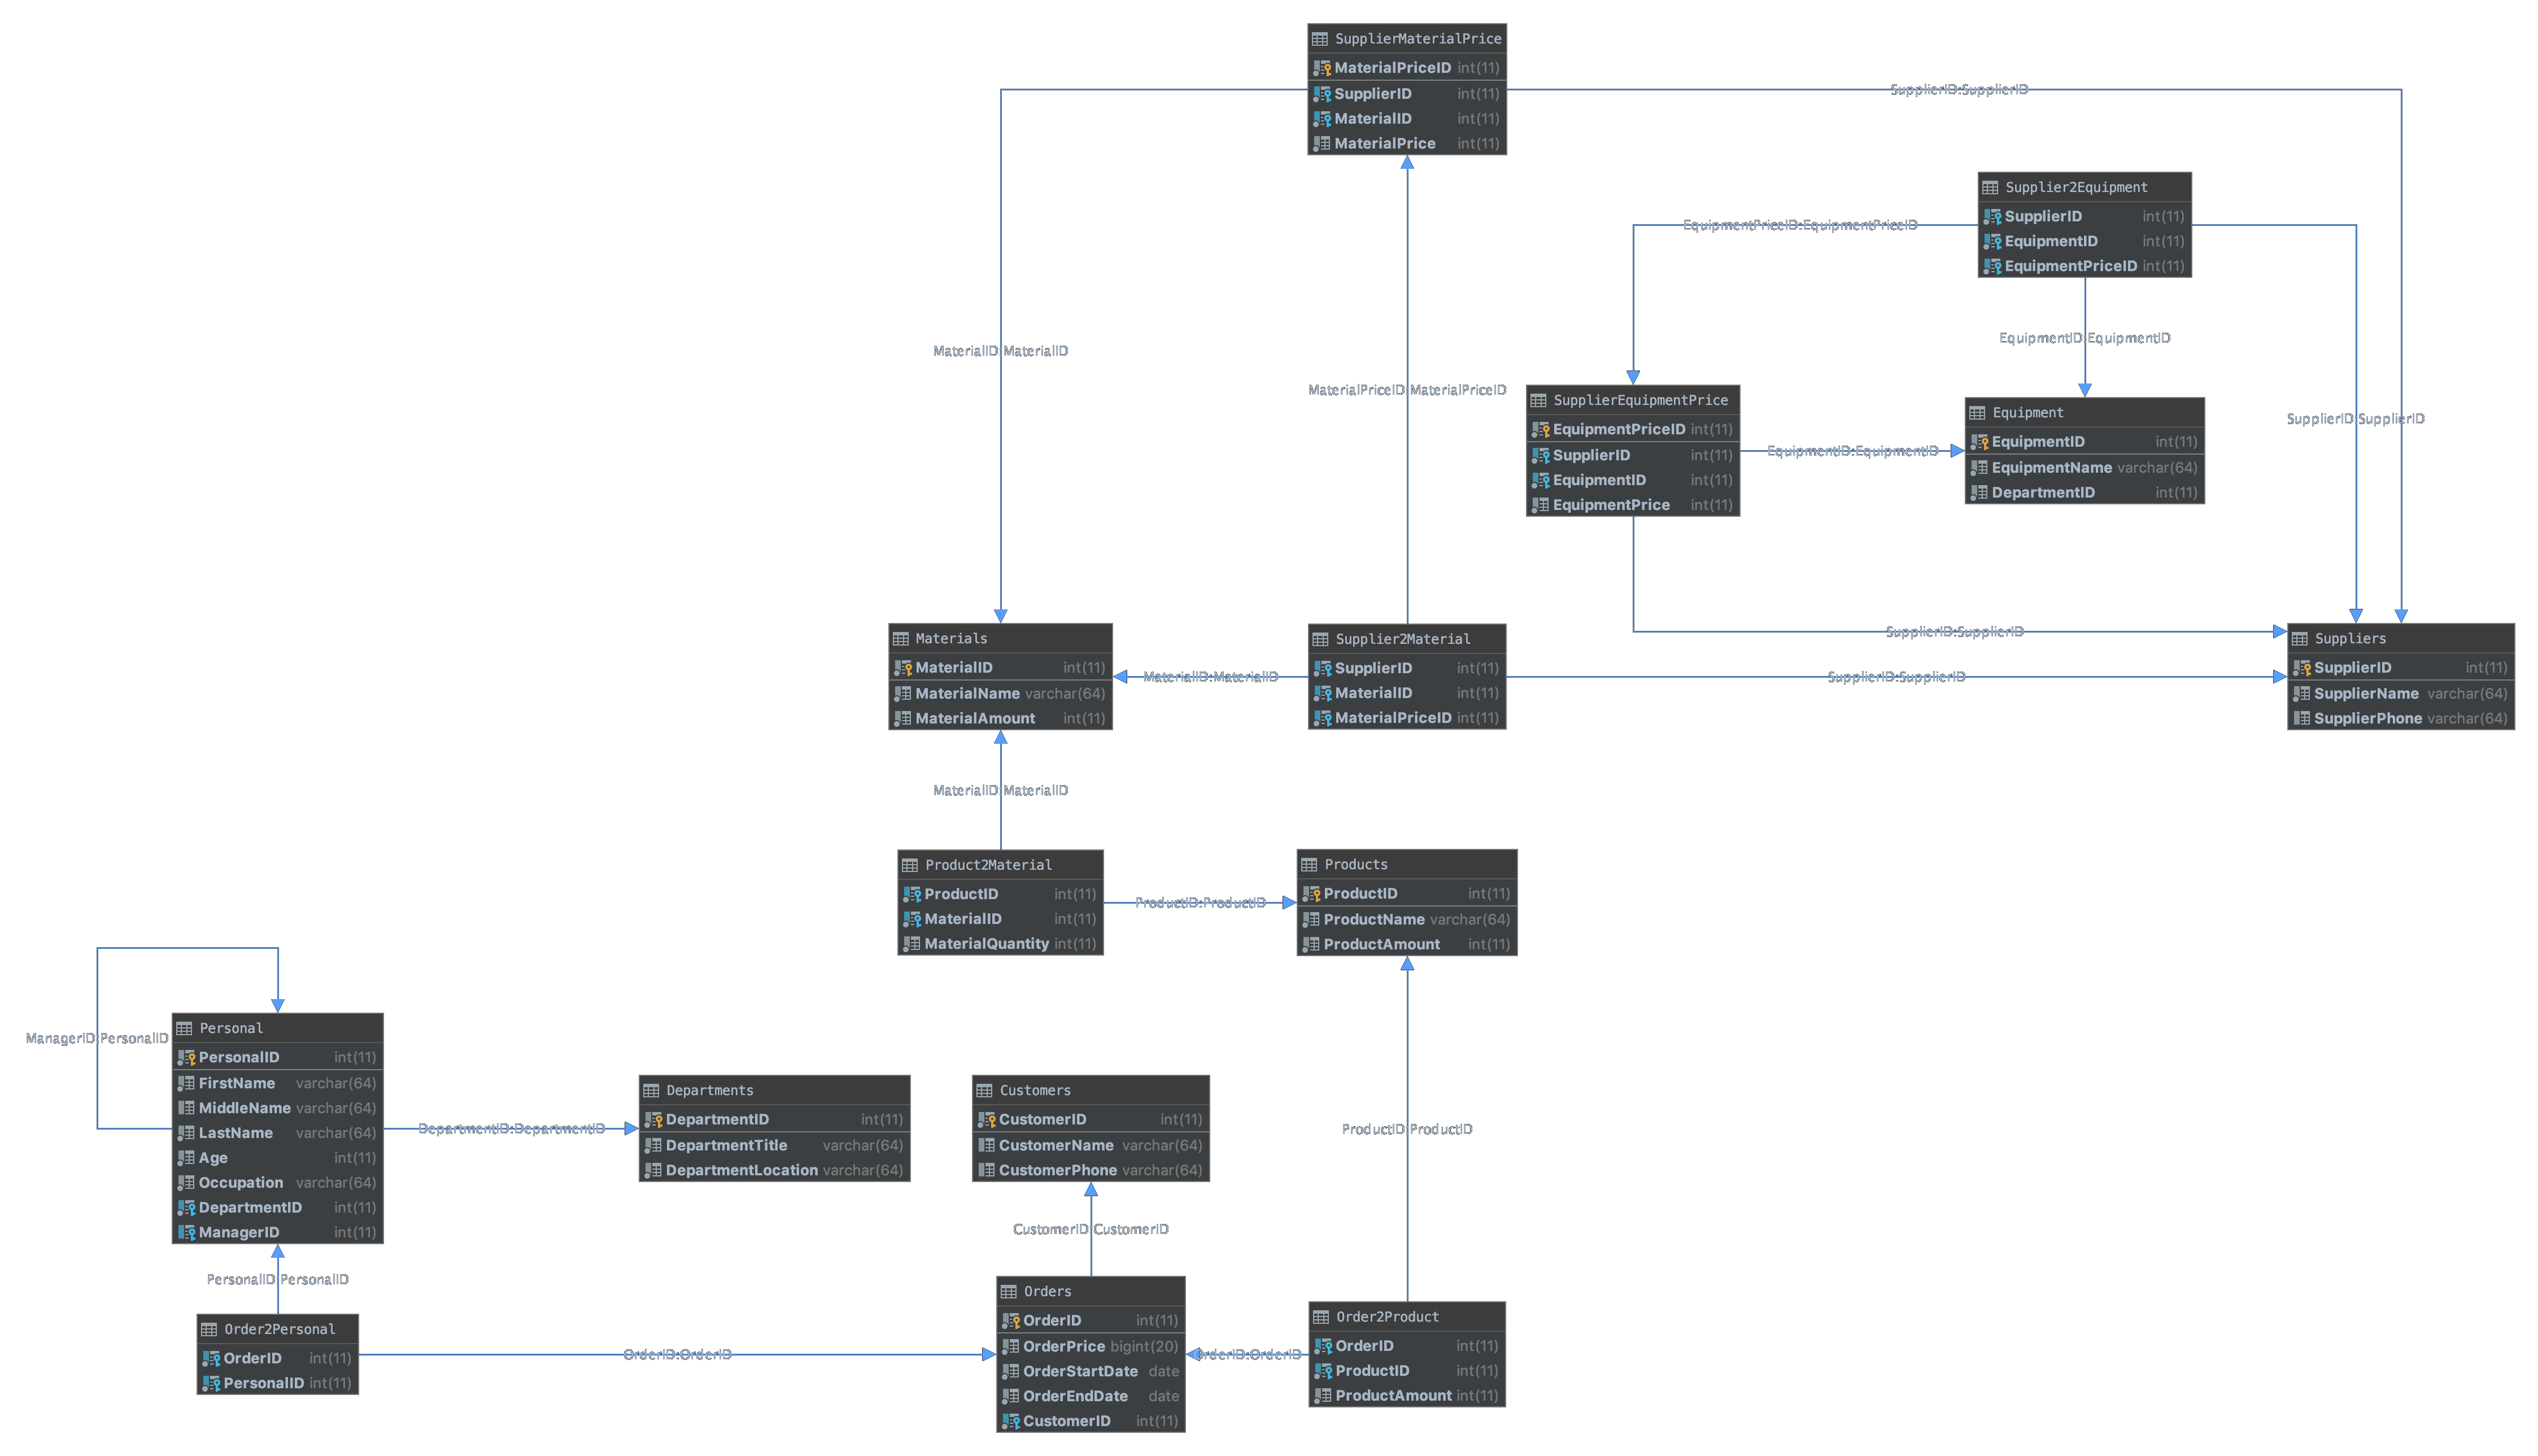 SupplierMaterialPrice
MaterialPriceID int(11)
SupplierID int(11)
MaterialID int(11)
MaterialPrice int(11)
SupplierID:SupplierID
Supplier2Equipment
SupplierID int(11)
EquipmentID int(11)
EquipmentPriceID int(11)
EquipmentPriceID:EquipmentPriceID
EquipmentID:EquipmentID
MaterialID:MaterialID
MaterialPriceID:MaterialPriceID
SupplierID:SupplierID
SupplierEquipmentPrice
EquipmentPriceID int(11)
SupplierID int(11)
EquipmentID int(11)
EquipmentPrice int(11)
EquipmentID:EquipmentID
Equipment
EquipmentID int(11)
EquipmentName varchar(64)
DepartmentID int(11)
SupplierID:SupplierID
Materials
MaterialID int(11)
MaterialName varchar(64)
MaterialAmount int(11)
MaterialID:MaterialID
Supplier2Material
SupplierID int(11)
MaterialID int(11)
MaterialPriceID int(11)
SupplierID:SupplierID
Suppliers
SupplierID int(11)
SupplierName varchar(64)
SupplierPhone varchar(64)
MaterialID:MaterialID
Product2Material
ProductID int(11)
MaterialID int(11)
MaterialQuantity int(11)
ProductID:ProductID
Products
ProductID int(11)
ProductName varchar(64)
ProductAmount int(11)
ManagerID:PersonalID
Personal
PersonalID int(11)
FirstName varchar(64)
MiddleName varchar(64)
LastName varchar(64)
Age int(11)
Occupation varchar(64)
DepartmentID int(11)
ManagerID int(11)
DepartmentID:DepartmentID
Departments
DepartmentID int(11)
DepartmentTitle varchar(64)
DepartmentLocation varchar(64)
Customers
CustomerID int(11)
CustomerName varchar(64)
CustomerPhone varchar(64)
ProductID:ProductID
CustomerID:CustomerID
PersonalID:PersonalID
Order2Personal
OrderID int(11)
PersonalID int(11)
OrderID:OrderID
Orders
OrderID int(11)
OrderPrice bigint(20)
OrderStartDate date
OrderEndDate date
CustomerID int(11)
OrderID:OrderID
Order2Product
OrderID int(11)
ProductID int(11)
ProductAmount int(11)